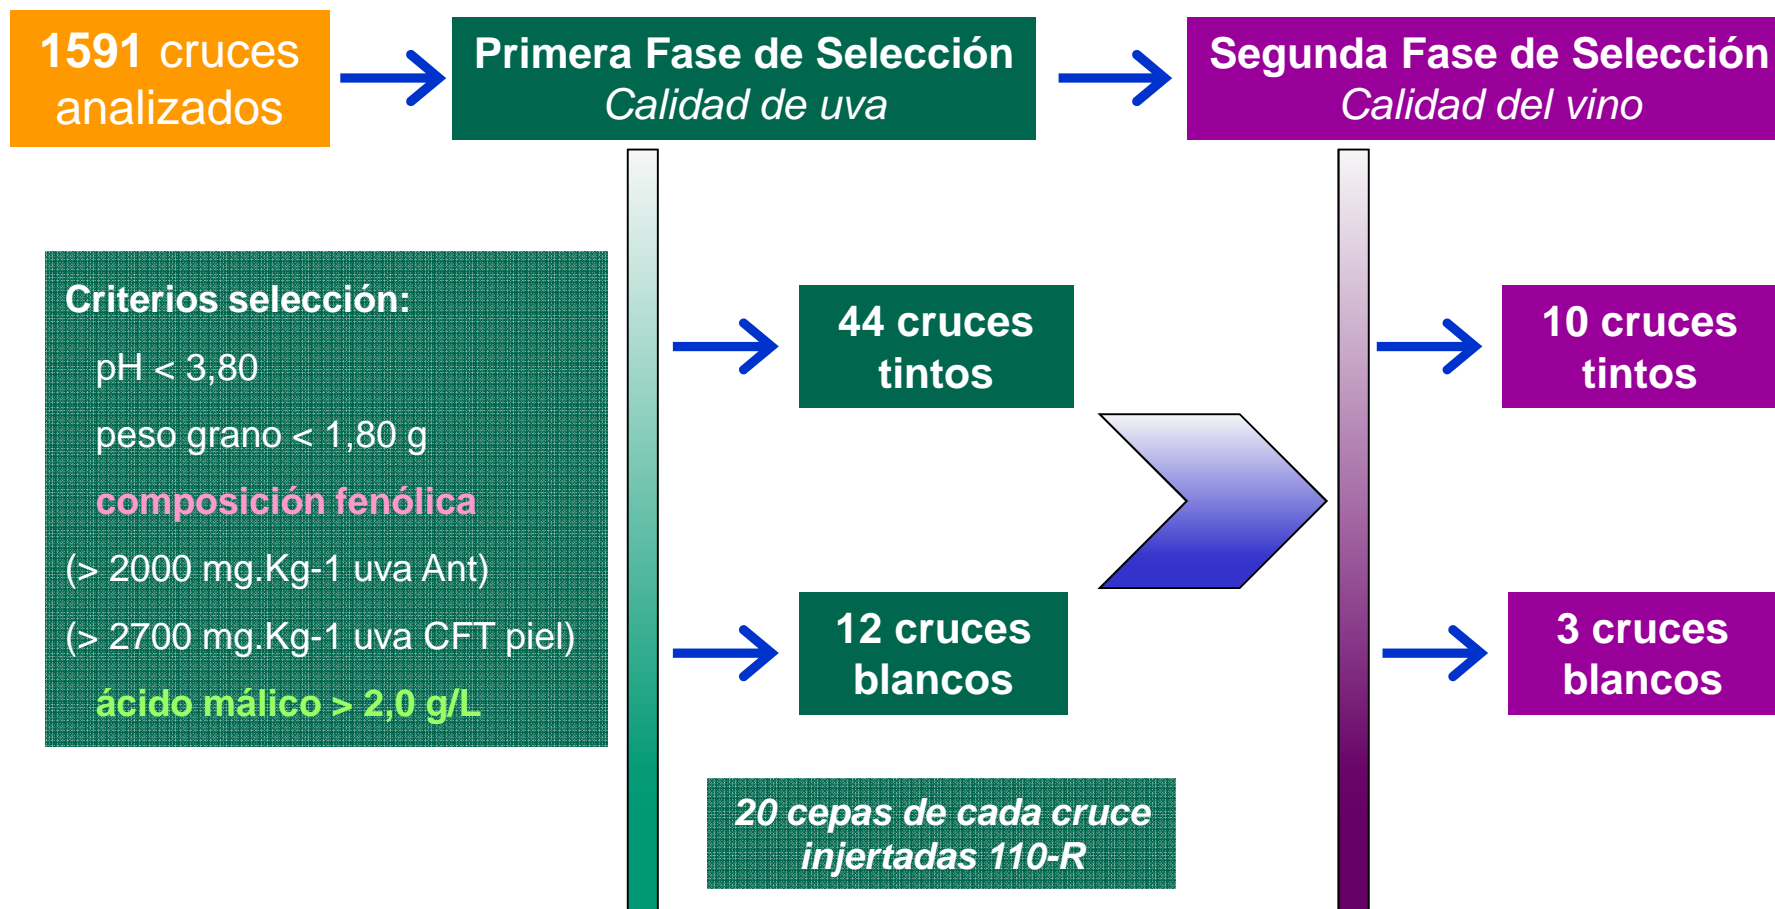 1591 cruces
analizados
Primera Fase de Selección
Calidad de uva
Segunda Fase de Selección
Calidad del vino
Criterios selección:
pH < 3,80
peso grano < 1,80 g
composición fenólica
(> 2000 mg.Kg-1 uva Ant)
(> 2700 mg.Kg-1 uva CFT piel)
ácido málico > 2,0 g/L
44 cruces
tintos
12 cruces
blancos
20 cepas de cada cruce
injertadas 110-R
10 cruces
tintos
3 cruces
blancos